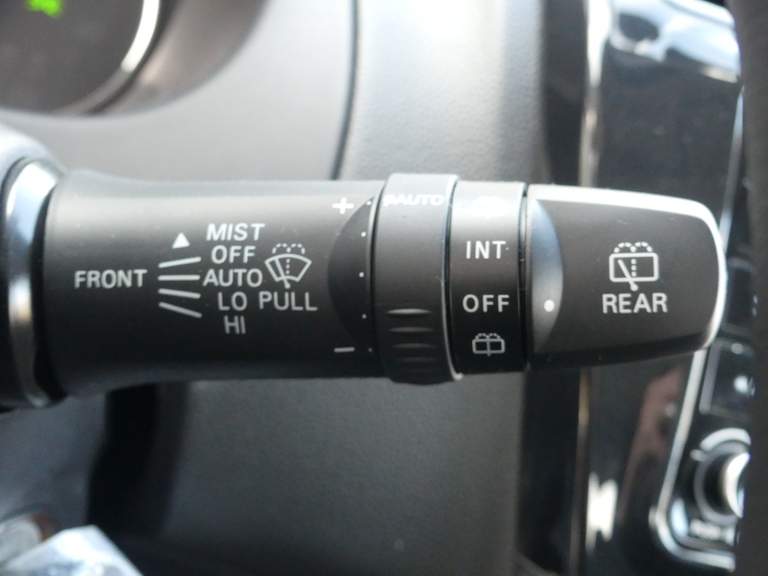 FRONT
MIST
OFF
AUTO
LO PULL
HI
+
−
AUTO
INT
OFF
REAR